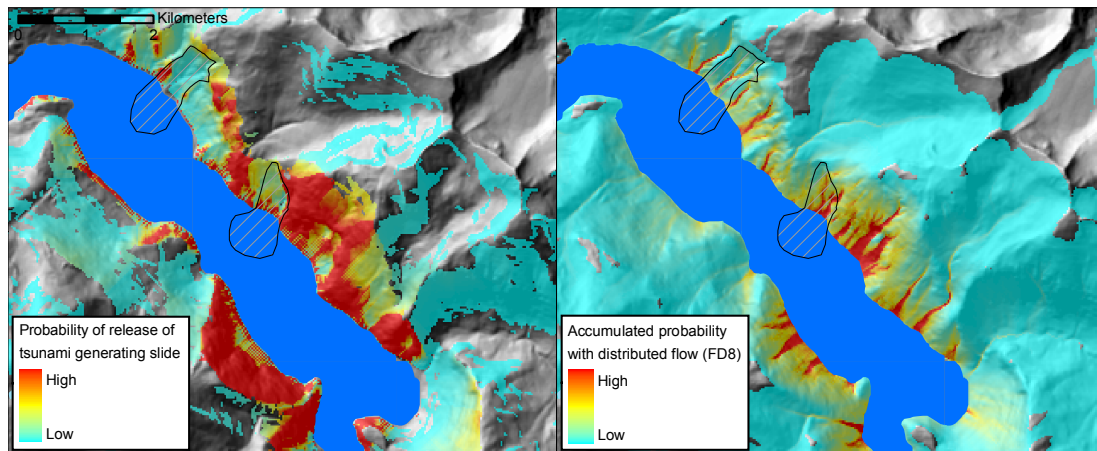 Kilometers
0 1 2
Probability of release of
tsunami generating slide
High
Low
Accumulated probability
with distributed flow (FD8)
High
Low